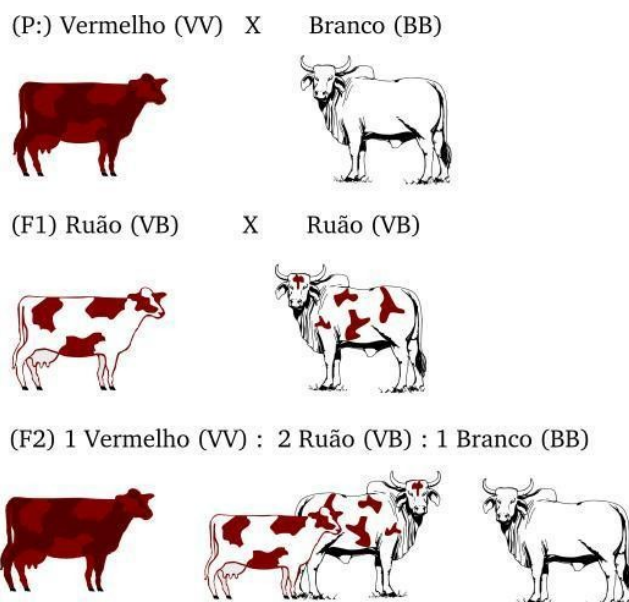 (P:) Vermelho (VV) X Branco (BB)
(F1) Ruão (VB) X Ruão (VB)
(F2) 1 Vermelho (VV) : 2 Ruão (VB) : 1 Branco (BB)